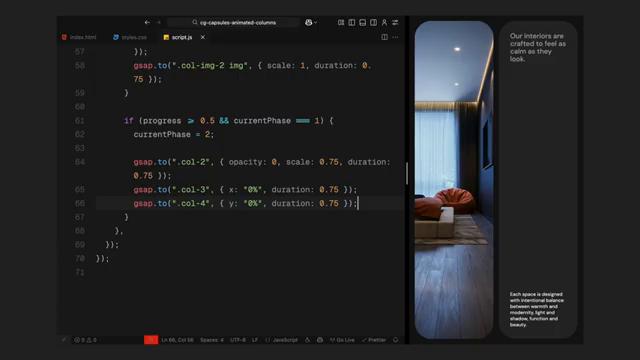 cg-capsules-animated-columns
index.html
styles.css
script.js
57 });
58 gsap.to(".col-img-2 img", { scale: 1, duration: 0.
75 });
59 }
60
61 if (progress >= 0.5 && currentPhase === 1) {
62 currentPhase = 2;
63
64 gsap.to(".col-2", { opacity: 0, scale: 0.75, duration:
0.75 });
65 gsap.to(".col-3", { x: "0%", duration: 0.75 });
66 gsap.to(".col-4", { y: "0%", duration: 0.75 });
67 }
68 },
69 });
70 });
71
0 0 Ln 66, Col 56 Spaces: 4 UTF-8 LF JavaScript Go Live Prettier
Our interiors are
crafted to feel as
calm as they
look.
Each space is designed
with intentional balance
between warmth and
modernity, light and
shadow, function and
beauty.